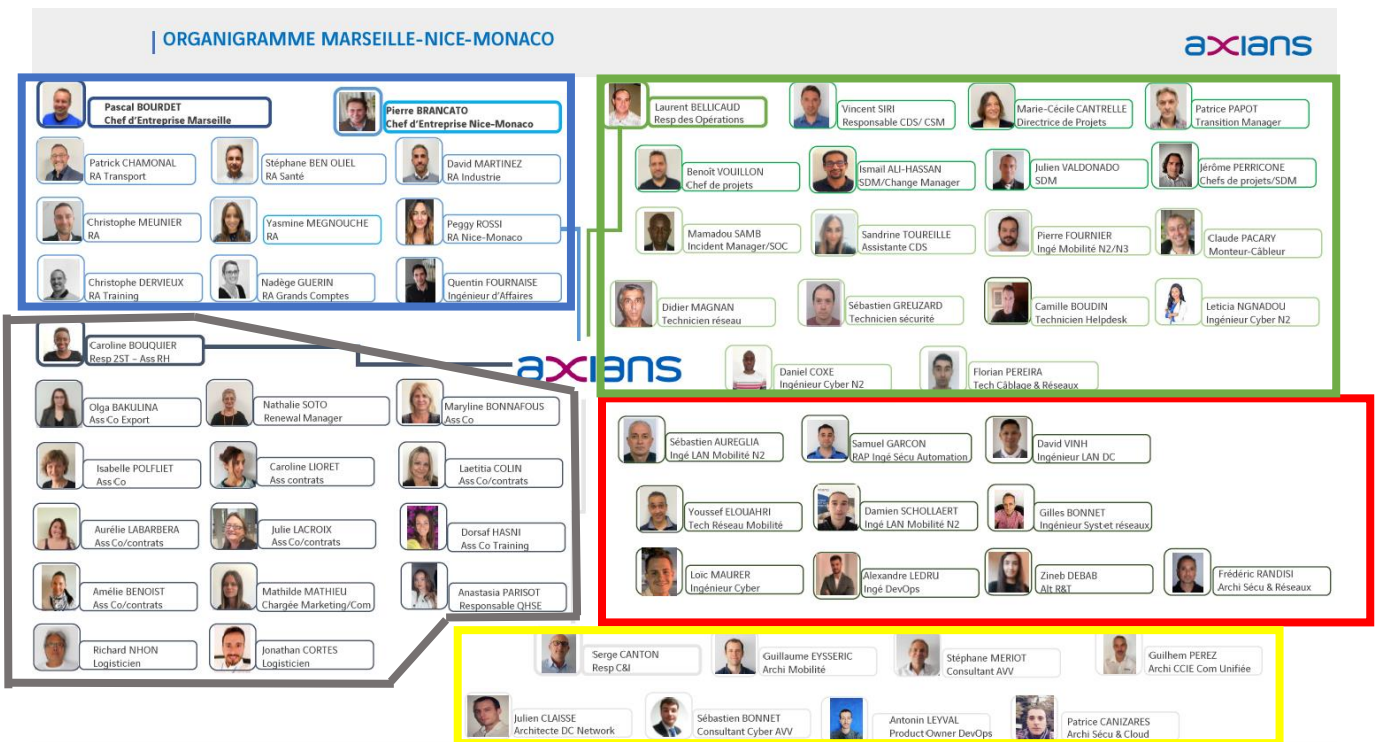 ORGANIGRAMME MARSEILLE-NICE-MONACO
axians
Pascal BOURDET
Chef d'Entreprise Marseille
Pierre BRANCATO
Chef d'Entreprise Nice-Monaco
Patrick CHAMONAL
RA Transport
Stéphane BEN OLIEL
RA Santé
David MARTINEZ
RA Industrie
Christophe MEUNIER
RA
Yasmine MEGNOUCHE
RA
Peggy ROSSI
RA Nice-Monaco
Christophe DERVIEUX
RA Training
Nadège GUERIN
RA Grands Comptes
Quentin FOURNAISE
Ingénieur d'Affaires
Laurent BELLICAUD
Resp des Opérations
Vincent SIRI
Responsable CDS/ CSM
Marie-Cécile CANTRELLE
Directrice de Projets
Patrice PAPOT
Transition Manager
Benoît VOUILLON
Chef de projets
Ismaïl ALI-HASSAN
SDM/Change Manager
Julien VALDONADO
SDM
Jérôme PERRICONE
Chefs de projets/SDM
Mamadou SAMB
Incident Manager/SOC
Sandrine TOUREILLE
Assistante CDS
Pierre FOURNIER
Ingé Mobilité N2/N3
Claude PACARY
Monteur-Câbleur
Didier MAGNAN
Technicien réseau
Sébastien GREUZARD
Technicien sécurité
Camille BOUDIN
Technicien Helpdesk
Leticia NGNADOU
Ingénieur Cyber N2
Daniel COXE
Ingénieur Cyber N2
Florian PEREIRA
Tech Câblage & Réseaux
Caroline BOUQUIER
Resp 2ST – Ass RH
axians
Olga BAKULINA
Ass Co Export
Nathalie SOTO
Renewal Manager
Maryline BONNAFOUS
Ass Co
Isabelle POLFLIET
Ass Co
Caroline LIORET
Ass contrats
Laetitia COLIN
Ass Co/contrats
Aurélie LABARBERA
Ass Co/contrats
Julie LACROIX
Ass Co/contrats
Dorsaf HASNI
Ass Co Training
Amélie BENOIST
Ass Co/contrats
Mathilde MATHIEU
Chargée Marketing/Com
Anastasia PARISOT
Responsable QHSE
Richard NHON
Logisticien
Jonathan CORTES
Logisticien
Sébastien AUREGLIA
Ingé LAN Mobilité N2
Samuel GARCON
RAP Ingé Sécu Automation
David VINH
Ingénieur LAN DC
Youssef ELOUAHRI
Tech Réseau Mobilité
Damien SCHOLLAERT
Ingé LAN Mobilité N2
Gilles BONNET
Ingénieur Syst et réseaux
Loïc MAURER
Ingénieur Cyber
Alexandre LEDRU
Ingé DevOps
Zineb DEBAB
Alt R&T
Frédéric RANDISI
Archi Sécu & Réseaux
Serge CANTON
Resp C&I
Guillaume EYSSERIC
Archi Mobilité
Stéphane MERIOT
Consultant AVV
Guilhem PEREZ
Archi CCIE Com Unifiée
Julien CLAISSE
Architecte DC Network
Sébastien BONNET
Consultant Cyber AVV
Antonin LEYVAL
Product Owner DevOps
Patrice CANIZARES
Archi Sécu & Cloud